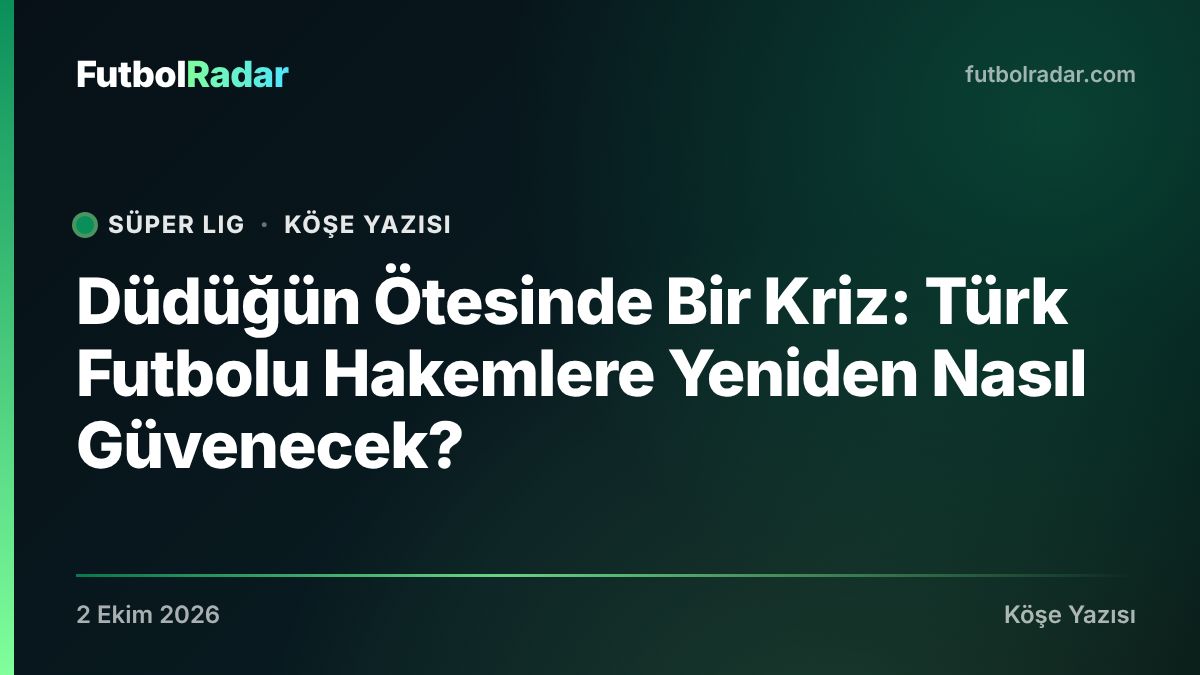 FutbolRadar
futbolradar.com
SÜPER LIG · KÖŞE YAZISI
Düdüğün Ötesinde Bir Kriz: Türk
Futbolu Hakemlere Yeniden Nasıl
Güvenecek?
2 Ekim 2026
Köşe Yazısı